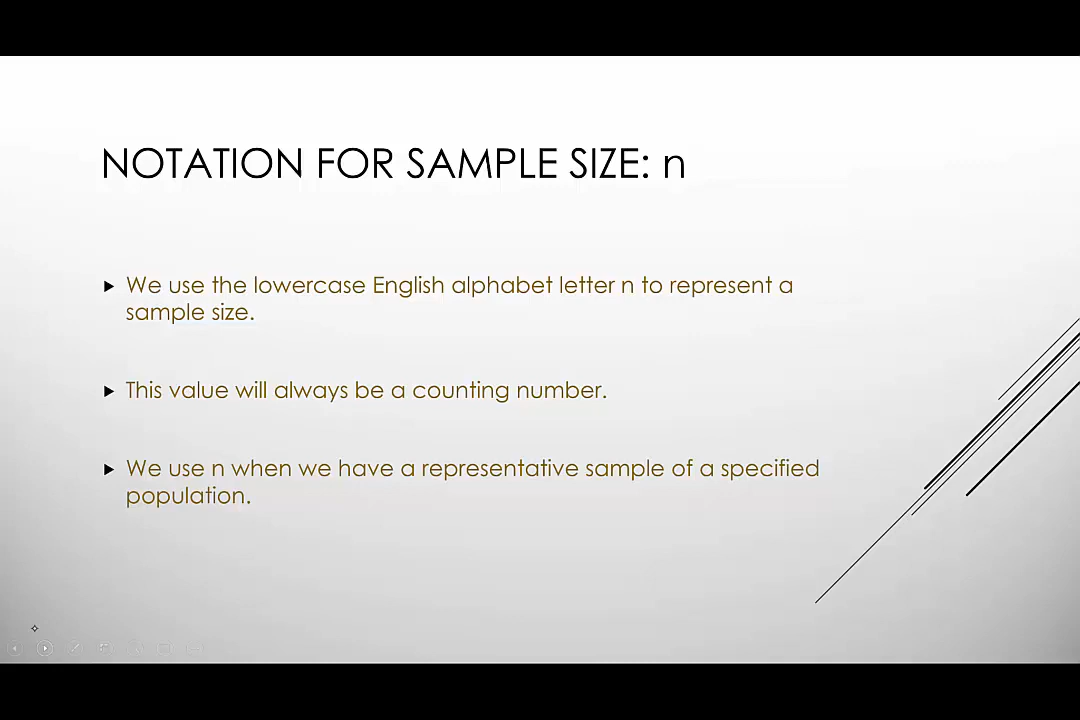 NOTATION FOR SAMPLE SIZE: n
We use the lowercase English alphabet letter n to represent a
sample size.
This value will always be a counting number.
We use n when we have a representative sample of a specified
population.